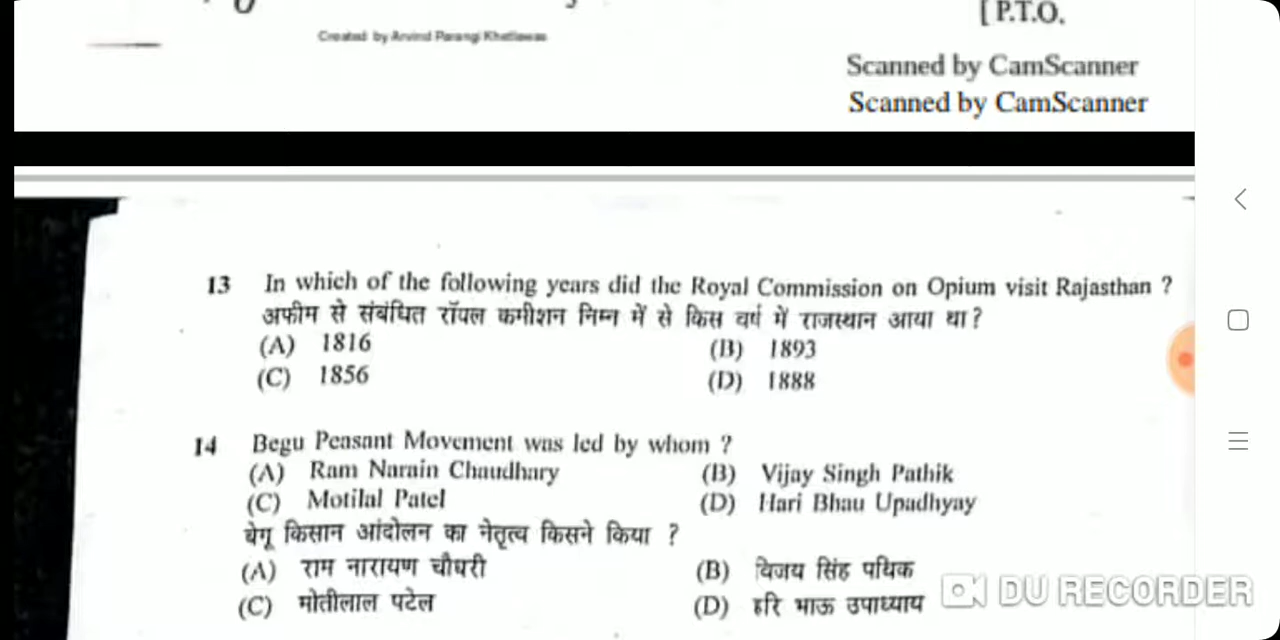 [ P.T.O.
Created by Arvind Parangi Khatlawas
Scanned by CamScanner
Scanned by CamScanner
13 In which of the following years did the Royal Commission on Opium visit Rajasthan ?
अफीम से संबंधित रॉयल कमीशन निम्न में से किस वर्ष में राजस्थान आया था ?
(A) 1816 (B) 1893
(C) 1856 (D) 1888
14 Begu Peasant Movement was led by whom ?
(A) Ram Narain Chaudhary (B) Vijay Singh Pathik
(C) Motilal Patel (D) Hari Bhau Upadhyay
बेगू किसान आंदोलन का नेतृत्व किसने किया ?
(A) राम नारायण चौधरी (B) विजय सिंह पथिक
(C) मोतीलाल पटेल (D) हरि भाऊ उपाध्याय
DU RECORDER